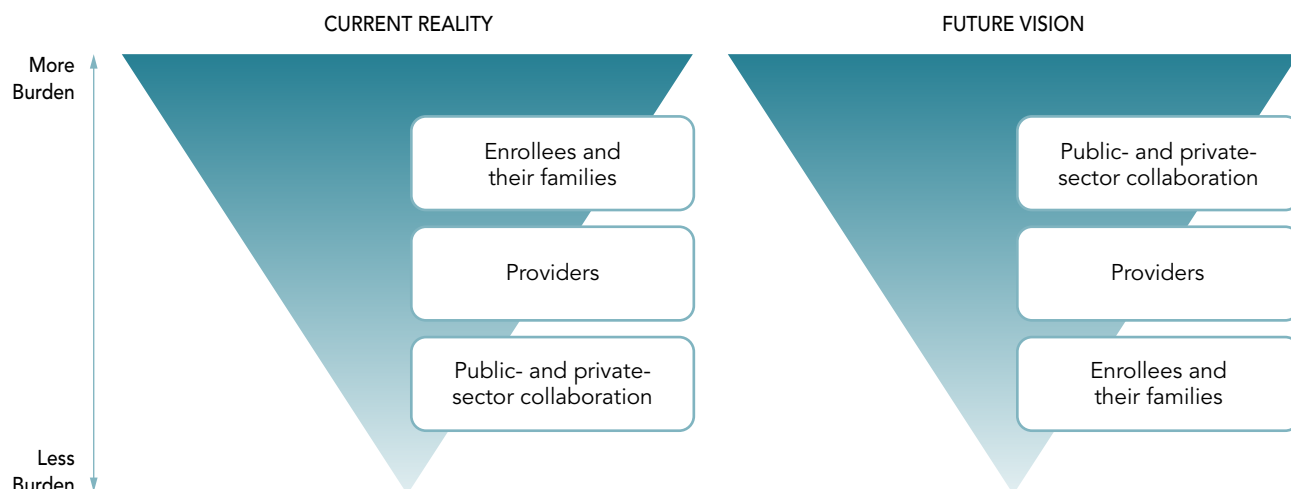 CURRENT REALITY
FUTURE VISION
More
Burden
Enrollees and
their families
Providers
Public- and private-
sector collaboration
Public- and private-
sector collaboration
Providers
Enrollees and
their families
Less
Burden